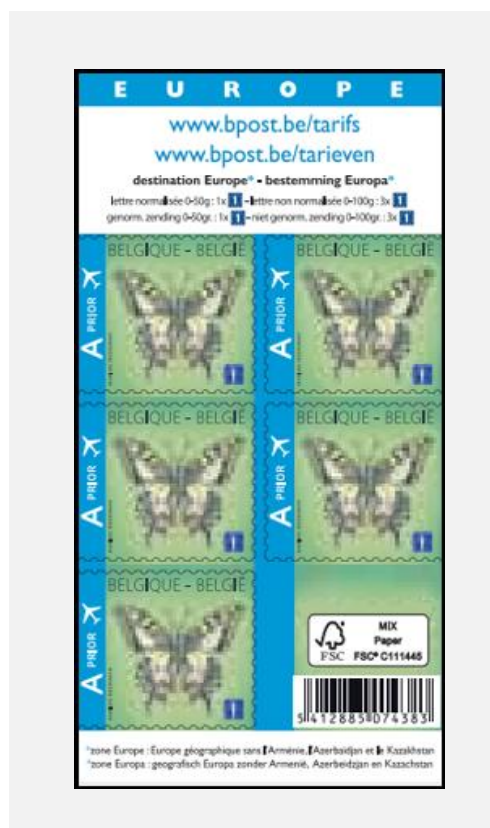 EUROPE
www.bpost.be/tarifs
www.bpost.be/tarieven
destination Europe* - bestemming Europa*
lettre normalisée 0-50g : 1x 1 – lettre non normalisée 0-100g : 3x 1
genorm. zending 0-50gr. : 1x 1 – niet genorm. zending 0-100gr. : 3x 1
BELGIQUE - BELGIË
A PRIOR
1
BELGIQUE - BELGIË
A PRIOR
1
BELGIQUE - BELGIË
A PRIOR
1
BELGIQUE - BELGIË
A PRIOR
1
BELGIQUE - BELGIË
A PRIOR
1
FSC
MIX
Paper
FSC® C111445
5 412885 074383
*zone Europe : Europe géographique sans l'Arménie, l'Azerbaïdjan et le Kazakhstan
*zone Europa : geografisch Europa zonder Armenië, Azerbeidzjan en Kazachstan